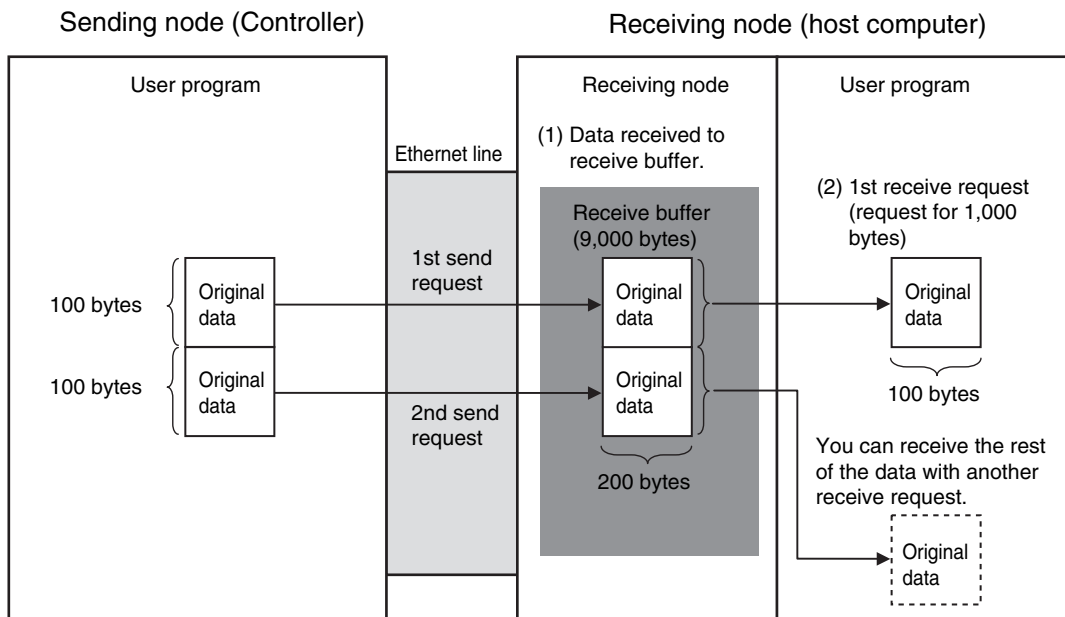 Sending node (Controller)
Receiving node (host computer)
User program
Receiving node
User program
Ethernet line
(1) Data received to
receive buffer.
Receive buffer
(9,000 bytes)
(2) 1st receive request
(request for 1,000
bytes)
1st send
request
100 bytes
Original
data
Original
data
Original
data
100 bytes
100 bytes
Original
data
2nd send
request
Original
data
200 bytes
You can receive the rest
of the data with another
receive request.
Original
data